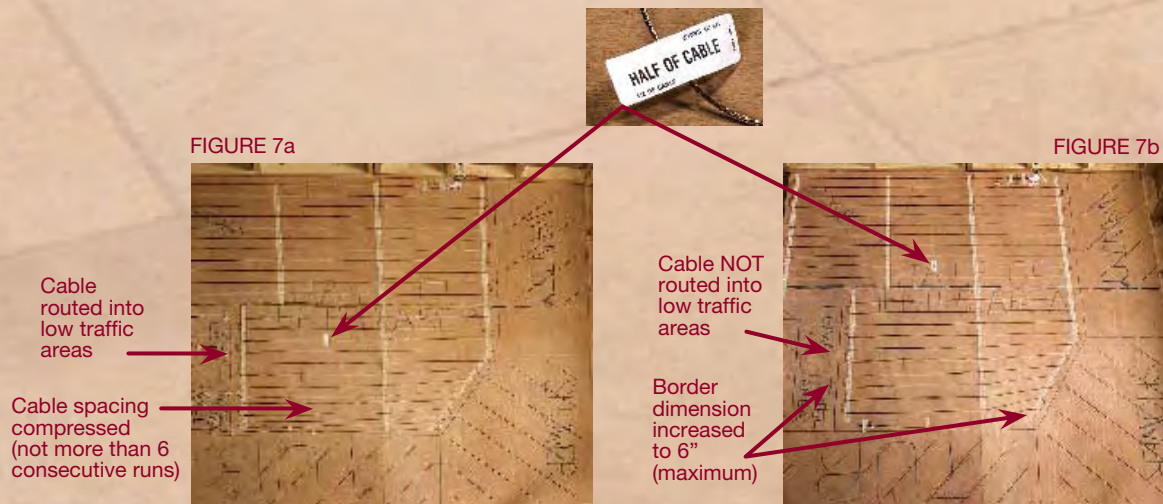 HALF OF CABLE
FIGURE 7a
FIGURE 7b
Cable
routed into
low traffic
areas
Cable spacing
compressed
(not more than 6
consecutive runs)
Cable NOT
routed into
low traffic
areas
Border
dimension
increased
to 6”
(maximum)